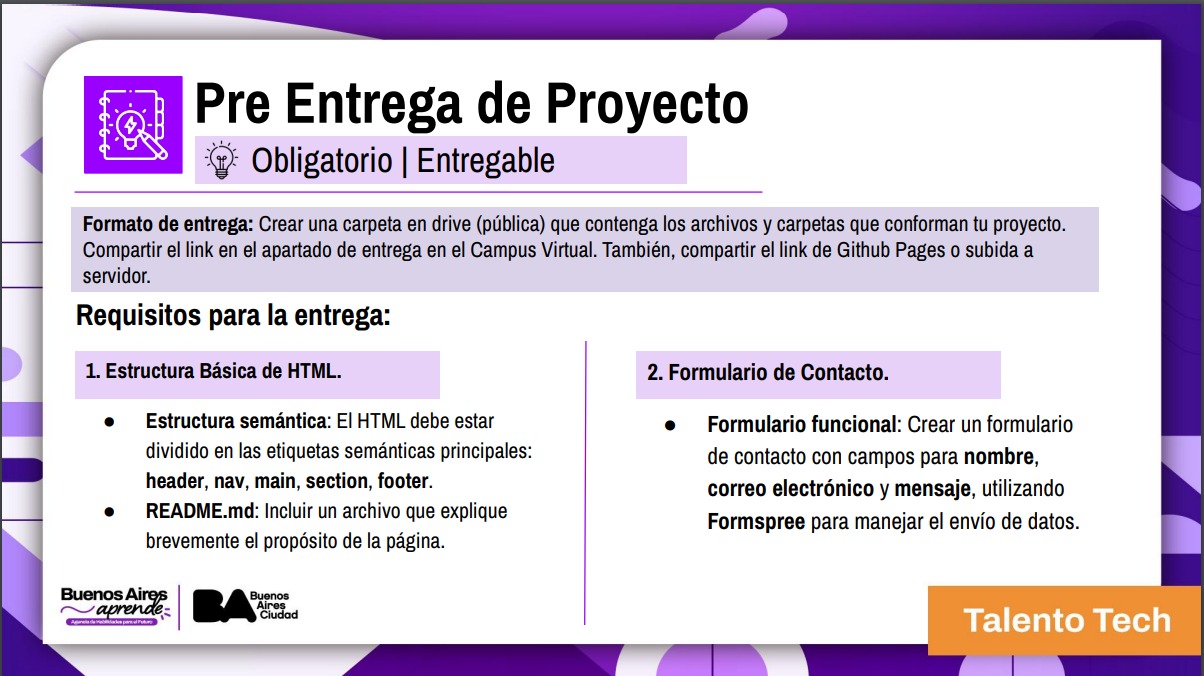 Pre Entrega de Proyecto
Obligatorio | Entregable
Formato de entrega: Crear una carpeta en drive (pública) que contenga los archivos y carpetas que conforman tu proyecto.
Compartir el link en el apartado de entrega en el Campus Virtual. También, compartir el link de Github Pages o subida a
servidor.
Requisitos para la entrega:
1. Estructura Básica de HTML.
● Estructura semántica: El HTML debe estar
dividido en las etiquetas semánticas principales:
header, nav, main, section, footer.
● README.md: Incluir un archivo que explique
brevemente el propósito de la página.
2. Formulario de Contacto.
● Formulario funcional: Crear un formulario
de contacto con campos para nombre,
correo electrónico y mensaje, utilizando
Formspree para manejar el envío de datos.
Buenos Aires
aprende
Agencia de Habilidades para el Futuro
BA
Buenos
Aires
Ciudad
Talento Tech